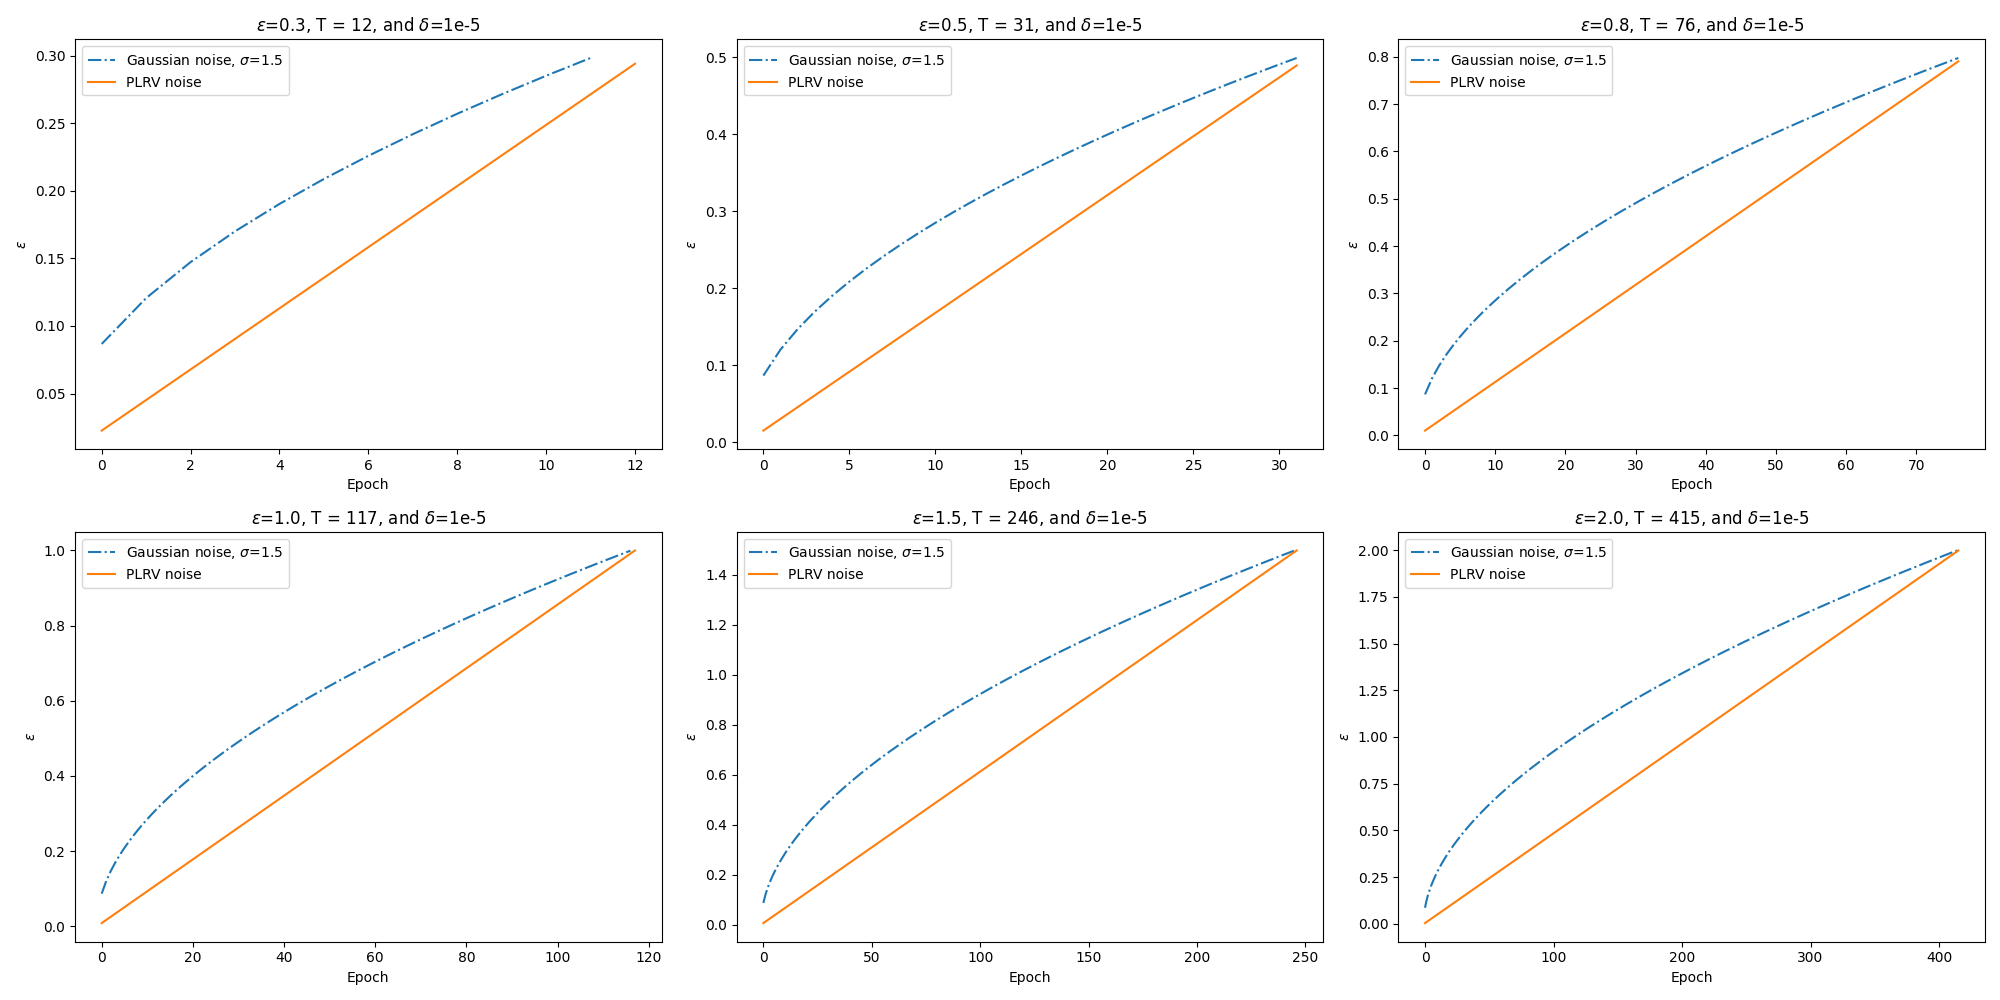 ε=0.3, T = 12, and δ=1e-5
Gaussian noise, σ=1.5
PLRV noise
0.30
0.25
0.20
0.15
0.10
0.05
ε
0 2 4 6 8 10 12
Epoch
ε=0.5, T = 31, and δ=1e-5
Gaussian noise, σ=1.5
PLRV noise
0.5
0.4
0.3
0.2
0.1
0.0
ε
0 5 10 15 20 25 30
Epoch
ε=0.8, T = 76, and δ=1e-5
Gaussian noise, σ=1.5
PLRV noise
0.8
0.7
0.6
0.5
0.4
0.3
0.2
0.1
0.0
ε
0 10 20 30 40 50 60 70
Epoch
ε=1.0, T = 117, and δ=1e-5
Gaussian noise, σ=1.5
PLRV noise
1.0
0.8
0.6
0.4
0.2
0.0
ε
0 20 40 60 80 100 120
Epoch
ε=1.5, T = 246, and δ=1e-5
Gaussian noise, σ=1.5
PLRV noise
1.4
1.2
1.0
0.8
0.6
0.4
0.2
0.0
ε
0 50 100 150 200 250
Epoch
ε=2.0, T = 415, and δ=1e-5
Gaussian noise, σ=1.5
PLRV noise
2.00
1.75
1.50
1.25
1.00
0.75
0.50
0.25
0.00
ε
0 100 200 300 400
Epoch